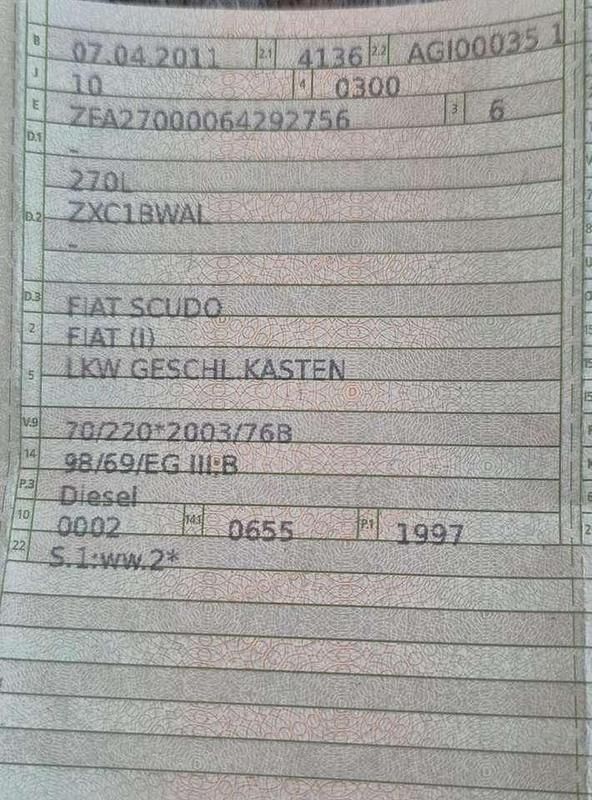 B 07.04.2011 2.1 4136 2.2 AGI00035 1
J 10 4 0300
E ZFA27000064292756 3 6
D.1 -
270L
D.2 ZXC1BWAL
-
D.3 FIAT SCUDO
2 FIAT (I)
5 LKW GESCHL.KASTEN
V.9 70/220*2003/76B
14 98/69/EG III;B
P.3 Diesel
10 0002 14.1 0655 P.1 1997
22 S.1:ww.2*